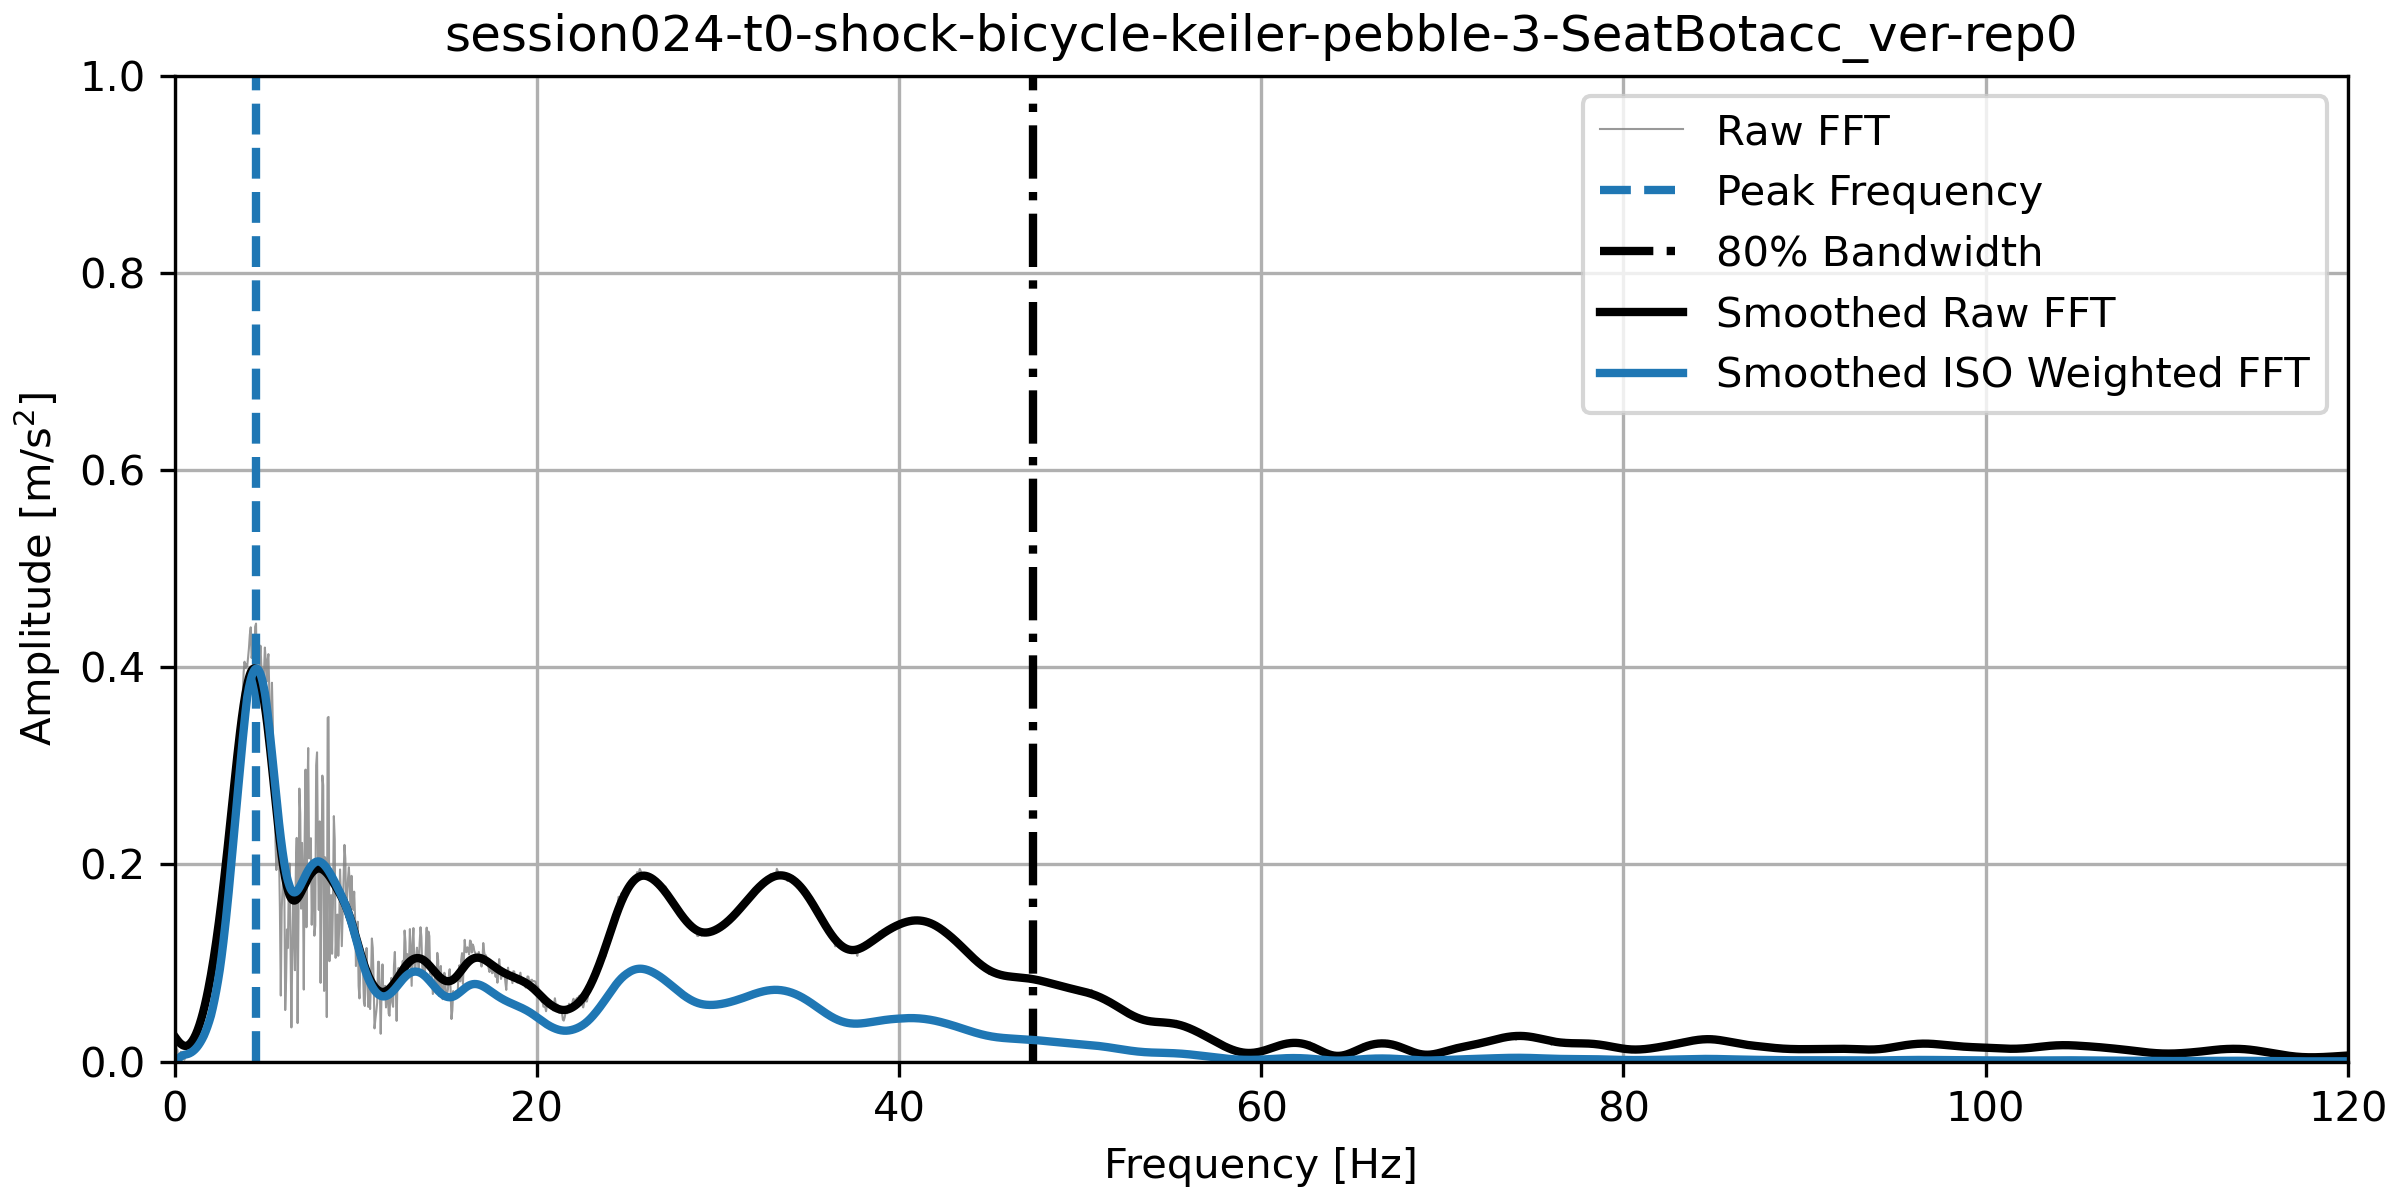 session024-t0-shock-bicycle-keiler-pebble-3-SeatBotacc_ver-rep0
1.0
0.8
0.6
0.4
0.2
0.0
Amplitude [m/s²]
Raw FFT
Peak Frequency
80% Bandwidth
Smoothed Raw FFT
Smoothed ISO Weighted FFT
0 20 40 60 80 100 120
Frequency [Hz]